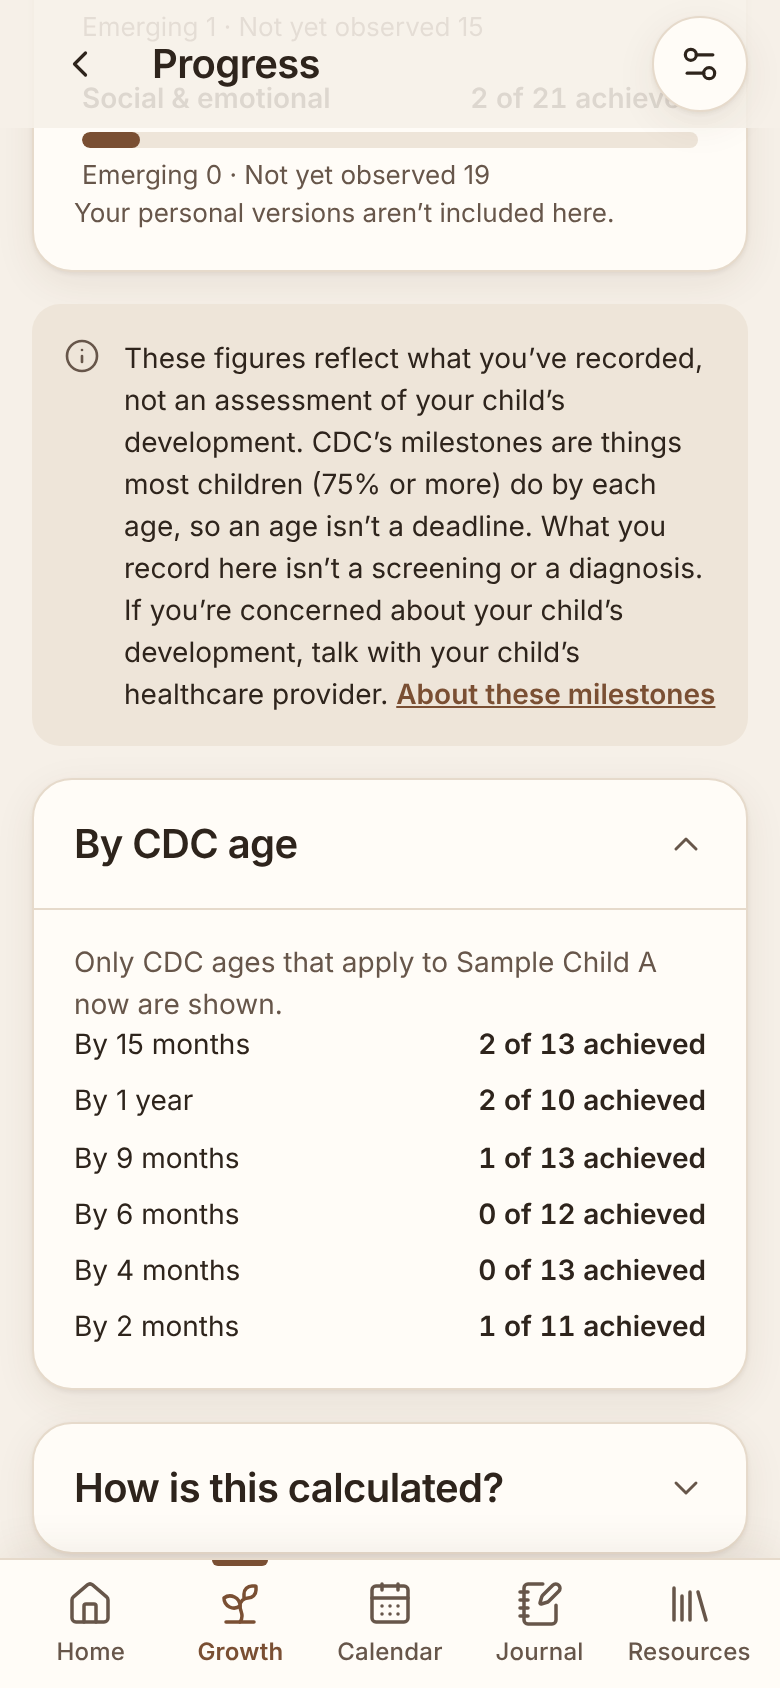 Emerging 1 · Not yet observed 15
Progress
Social & emotional
2 of 21 achieve
Emerging 0 · Not yet observed 19
Your personal versions aren’t included here.
These figures reflect what you’ve recorded,
not an assessment of your child’s
development. CDC’s milestones are things
most children (75% or more) do by each
age, so an age isn’t a deadline. What you
record here isn’t a screening or a diagnosis.
If you’re concerned about your child’s
development, talk with your child’s
healthcare provider. About these milestones
By CDC age
Only CDC ages that apply to Sample Child A
now are shown.
By 15 months 2 of 13 achieved
By 1 year 2 of 10 achieved
By 9 months 1 of 13 achieved
By 6 months 0 of 12 achieved
By 4 months 0 of 13 achieved
By 2 months 1 of 11 achieved
How is this calculated?
Home Growth Calendar Journal Resources